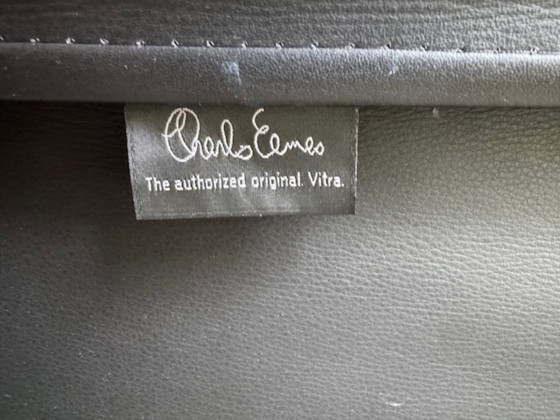 Charles Eames
The authorized original. Vitra.